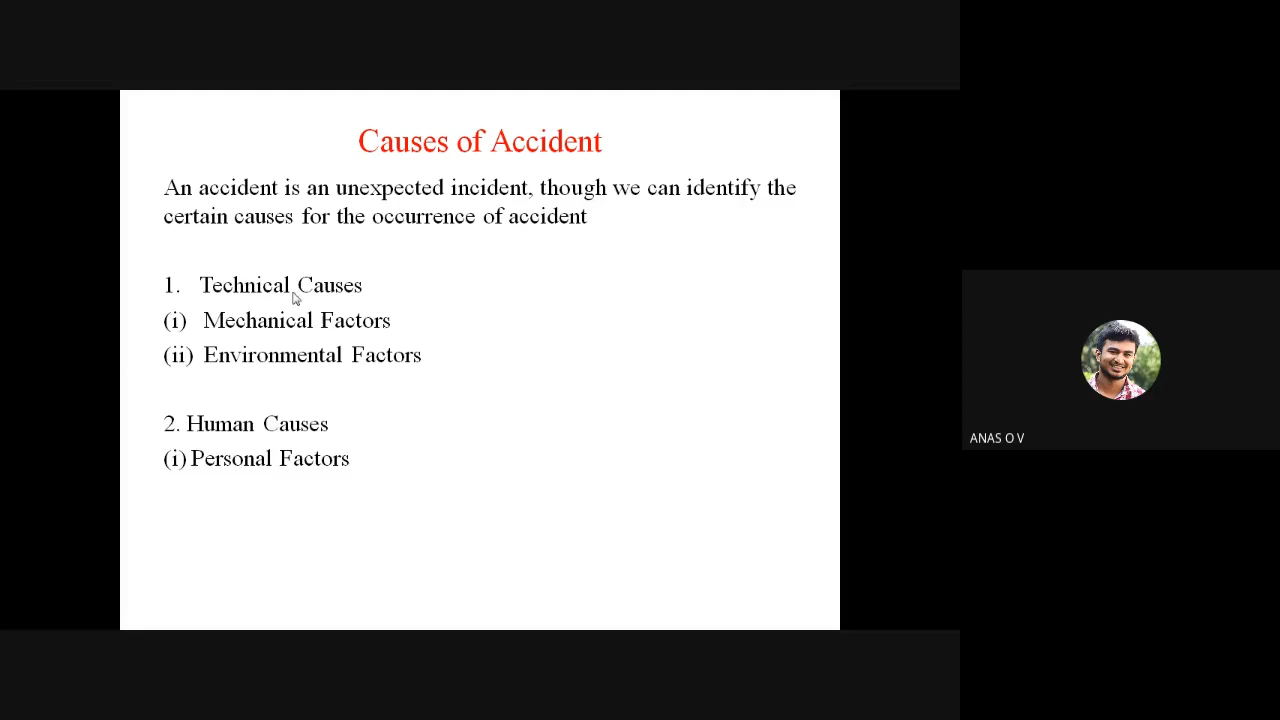 Causes of Accident
An accident is an unexpected incident, though we can identify the
certain causes for the occurrence of accident
1. Technical Causes
(i) Mechanical Factors
(ii) Environmental Factors
2. Human Causes
(i) Personal Factors
ANAS O V